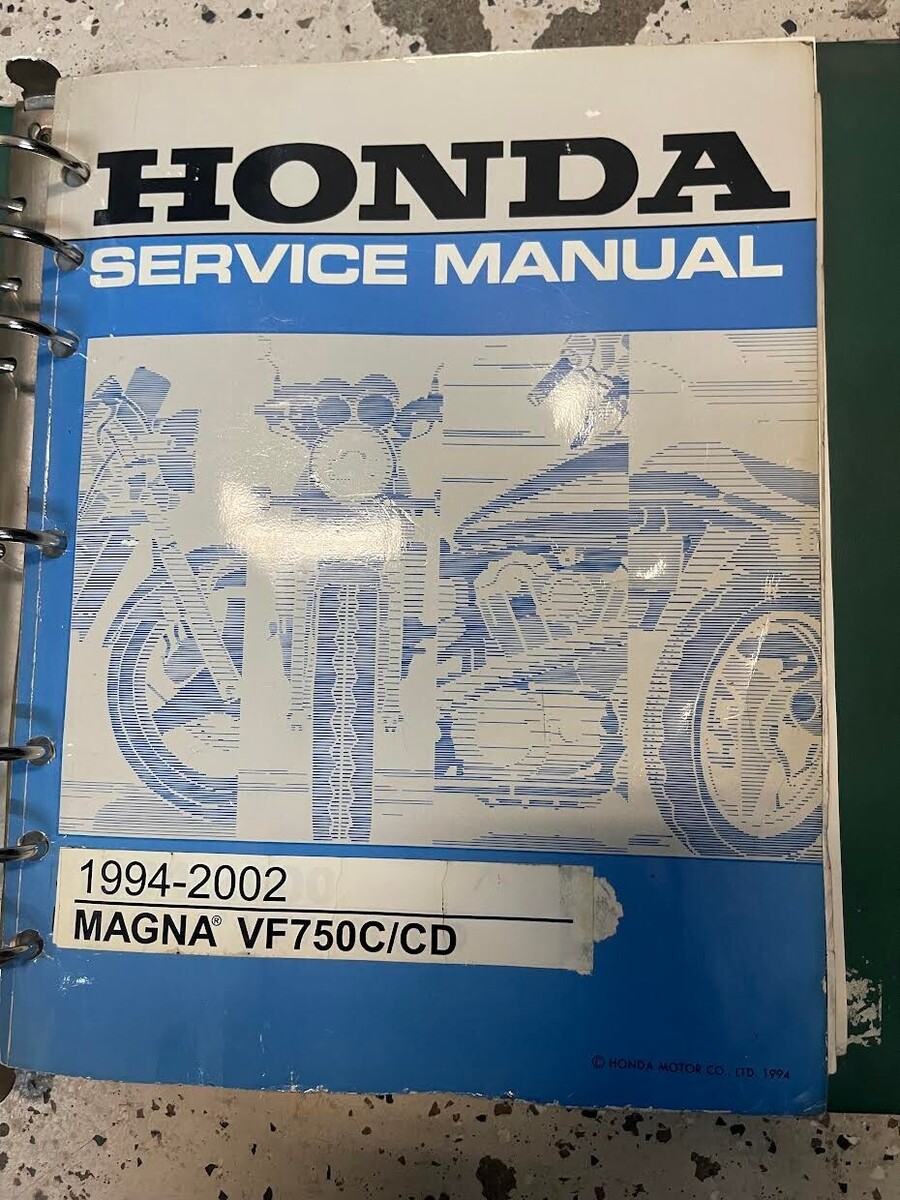 HONDA
SERVICE MANUAL
1994-2002
MAGNA® VF750C/CD
© HONDA MOTOR CO., LTD. 1994